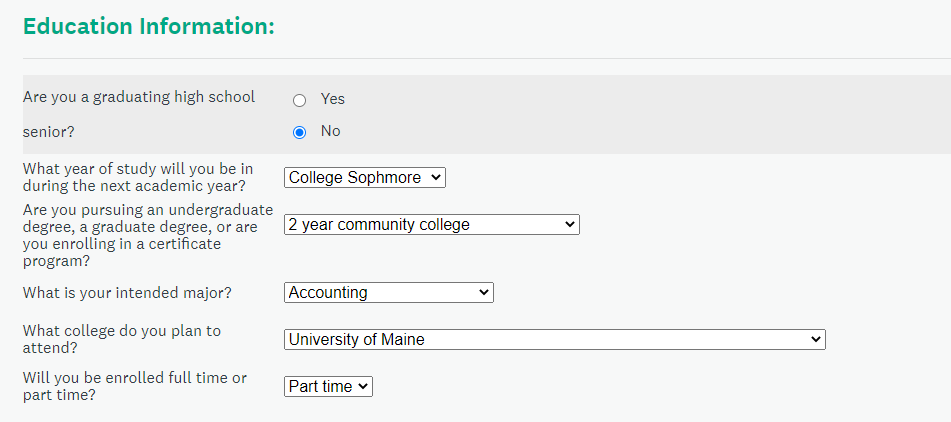 Education Information:
Are you a graduating high school
senior?
Yes
No
What year of study will you be in
during the next academic year?
College Sophmore
Are you pursuing an undergraduate
degree, a graduate degree, or are
you enrolling in a certificate
program?
2 year community college
What is your intended major?
Accounting
What college do you plan to
attend?
University of Maine
Will you be enrolled full time or
part time?
Part time